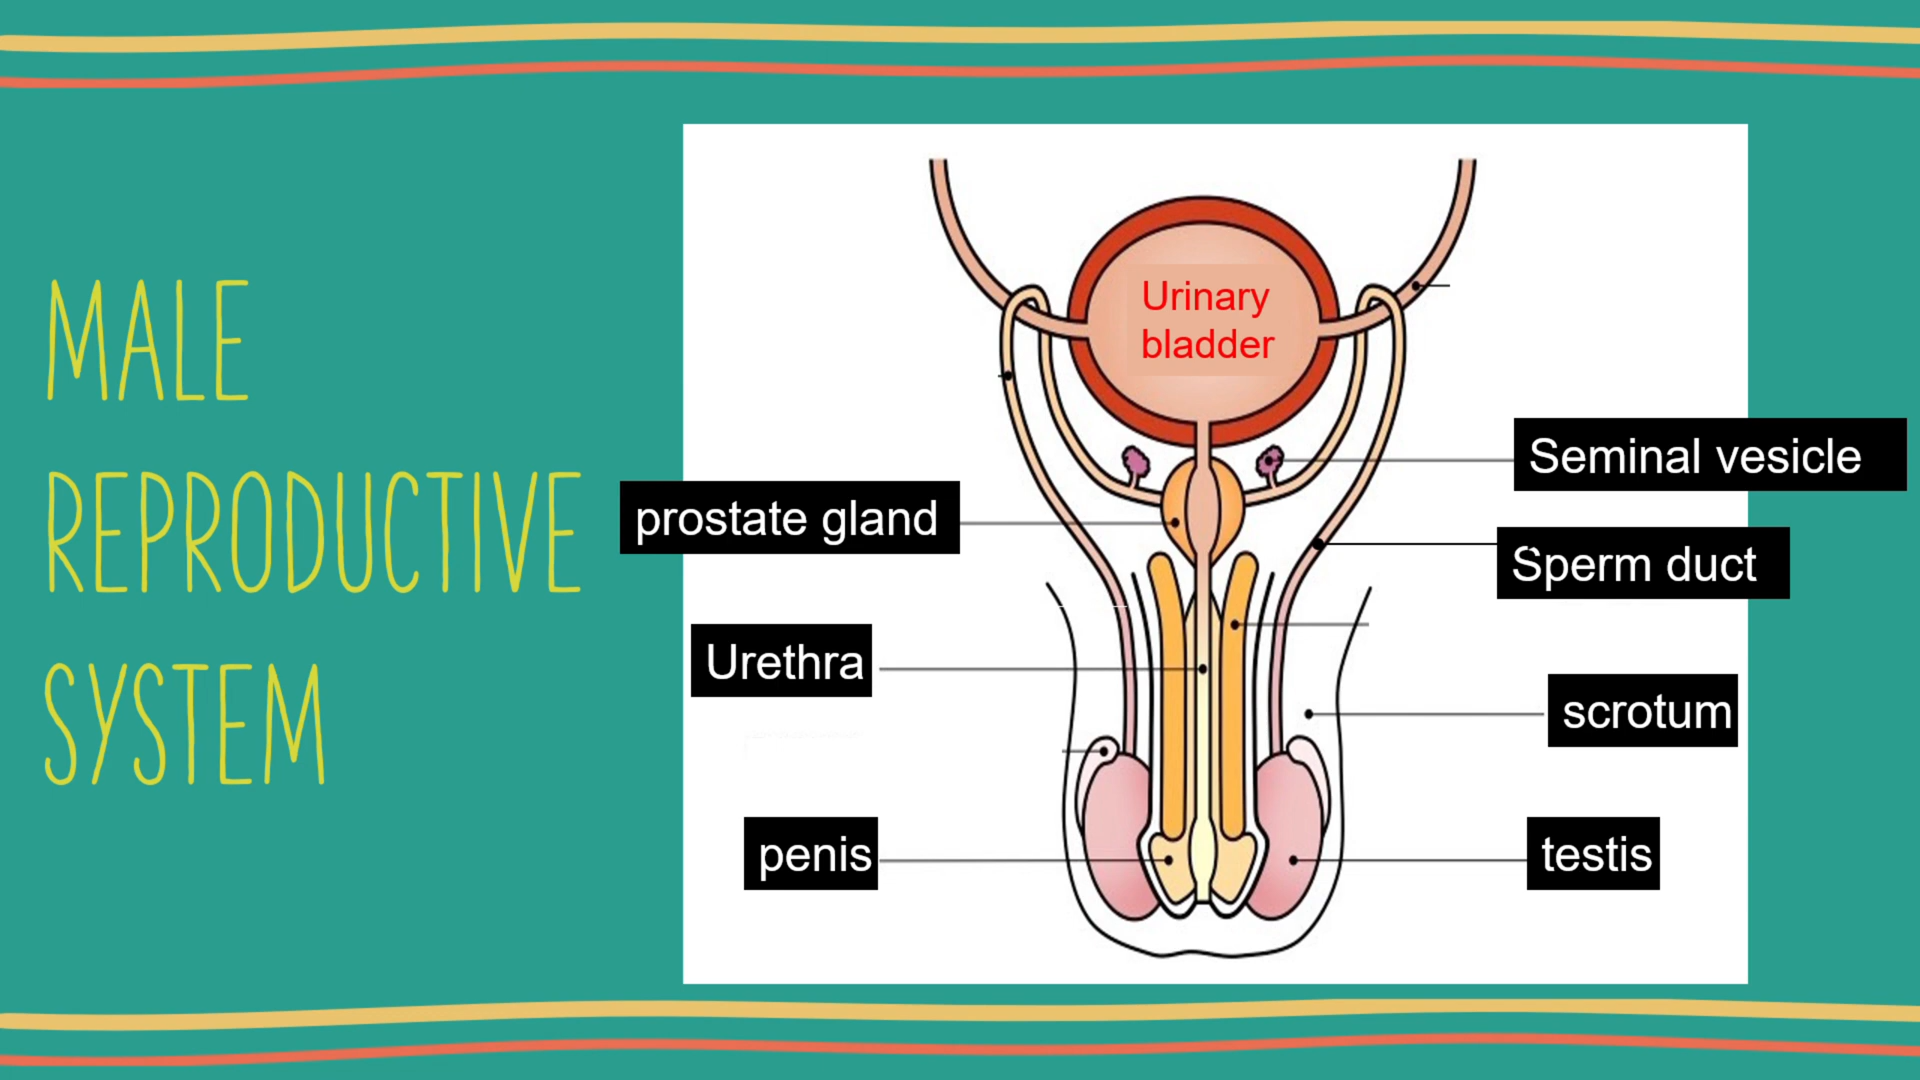 MALE
REPRODUCTIVE
SYSTEM
Urinary
bladder
Seminal vesicle
prostate gland
Sperm duct
Urethra
scrotum
penis
testis